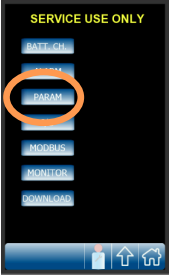 SERVICE USE ONLY
BATT. CH.
PARAM
MODBUS
MONITOR
DOWNLOAD